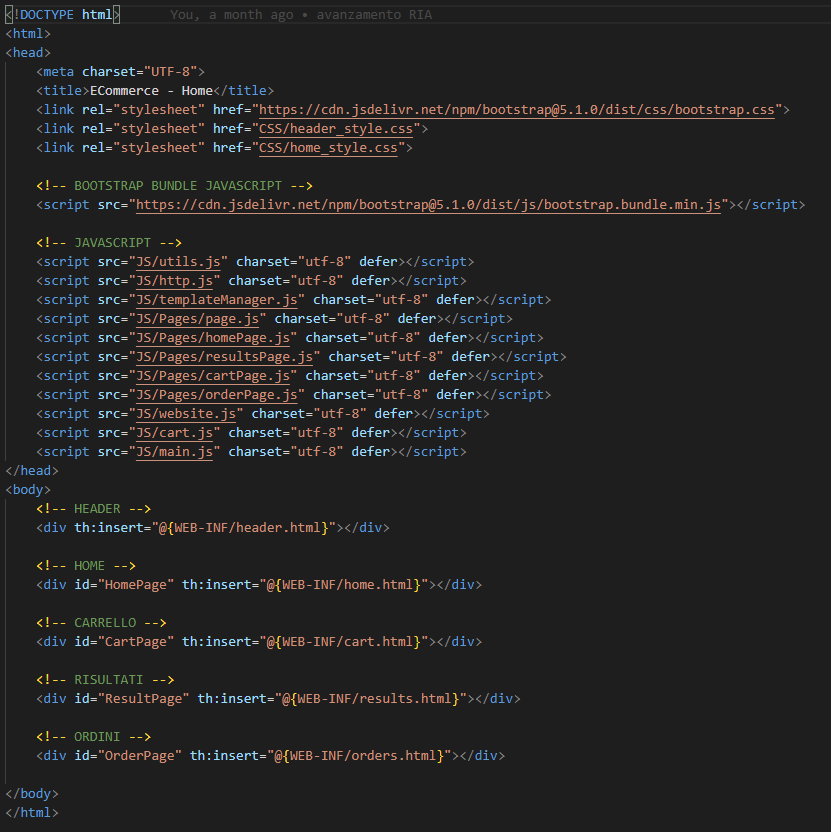 <!DOCTYPE html>      You, a month ago • avanzamento RIA
<html>
<head>
    <meta charset="UTF-8">
    <title>ECommerce - Home</title>
    <link rel="stylesheet" href="https://cdn.jsdelivr.net/npm/bootstrap@5.1.0/dist/css/bootstrap.css">
    <link rel="stylesheet" href="CSS/header_style.css">
    <link rel="stylesheet" href="CSS/home_style.css">

    <!-- BOOTSTRAP BUNDLE JAVASCRIPT -->
    <script src="https://cdn.jsdelivr.net/npm/bootstrap@5.1.0/dist/js/bootstrap.bundle.min.js"></script>

    <!-- JAVASCRIPT -->
    <script src="JS/utils.js" charset="utf-8" defer></script>
    <script src="JS/http.js" charset="utf-8" defer></script>
    <script src="JS/templateManager.js" charset="utf-8" defer></script>
    <script src="JS/Pages/page.js" charset="utf-8" defer></script>
    <script src="JS/Pages/homePage.js" charset="utf-8" defer></script>
    <script src="JS/Pages/resultsPage.js" charset="utf-8" defer></script>
    <script src="JS/Pages/cartPage.js" charset="utf-8" defer></script>
    <script src="JS/Pages/orderPage.js" charset="utf-8" defer></script>
    <script src="JS/website.js" charset="utf-8" defer></script>
    <script src="JS/cart.js" charset="utf-8" defer></script>
    <script src="JS/main.js" charset="utf-8" defer></script>
</head>
<body>
    <!-- HEADER -->
    <div th:insert="@{WEB-INF/header.html}"></div>

    <!-- HOME -->
    <div id="HomePage" th:insert="@{WEB-INF/home.html}"></div>

    <!-- CARRELLO -->
    <div id="CartPage" th:insert="@{WEB-INF/cart.html}"></div>

    <!-- RISULTATI -->
    <div id="ResultPage" th:insert="@{WEB-INF/results.html}"></div>

    <!-- ORDINI -->
    <div id="OrderPage" th:insert="@{WEB-INF/orders.html}"></div>

</body>
</html>